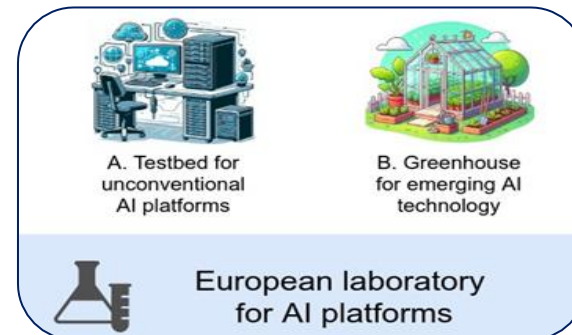 A. Testbed for
unconventional
AI platforms
B. Greenhouse
for emerging AI
technology
European laboratory
for AI platforms